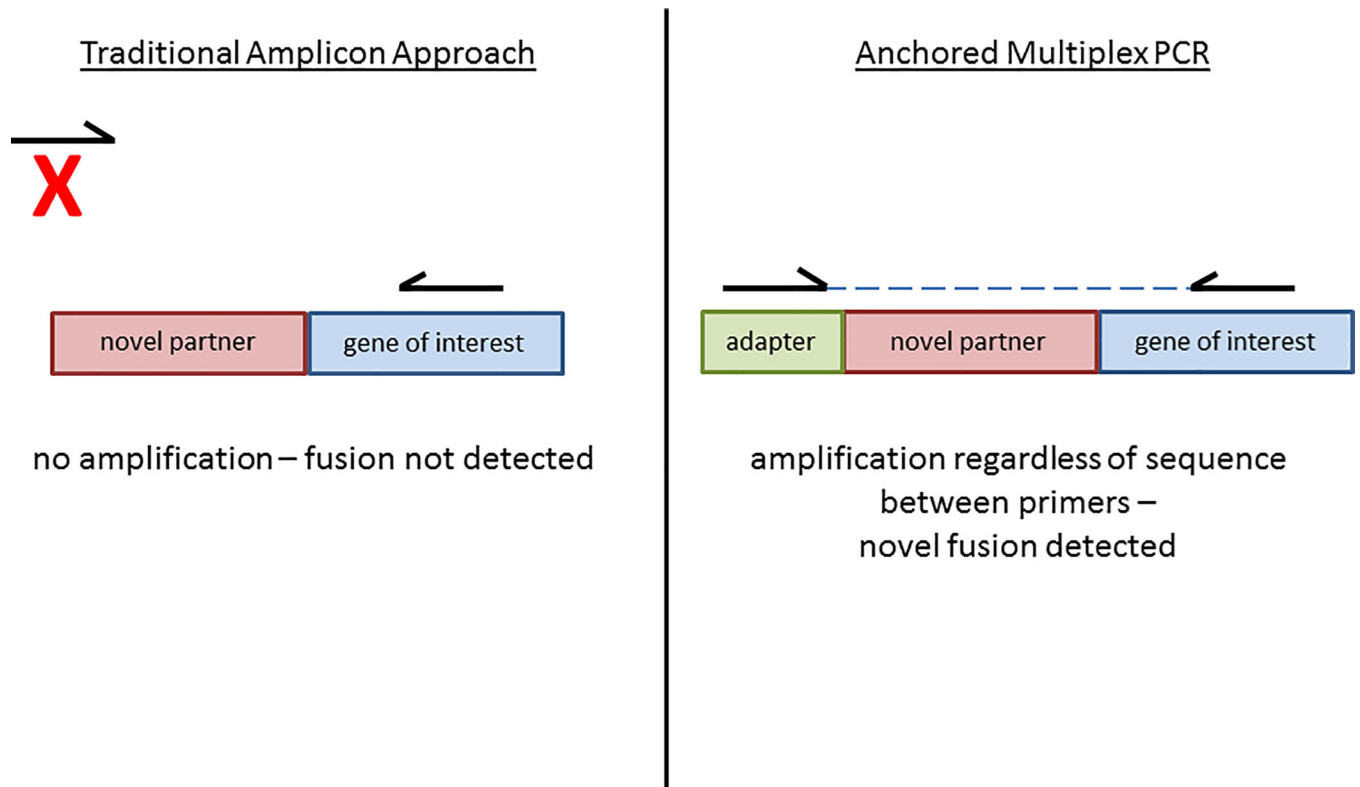 Traditional Amplicon Approach
X
novel partner
gene of interest
no amplification – fusion not detected
Anchored Multiplex PCR
adapter
novel partner
gene of interest
amplification regardless of sequence
between primers –
novel fusion detected